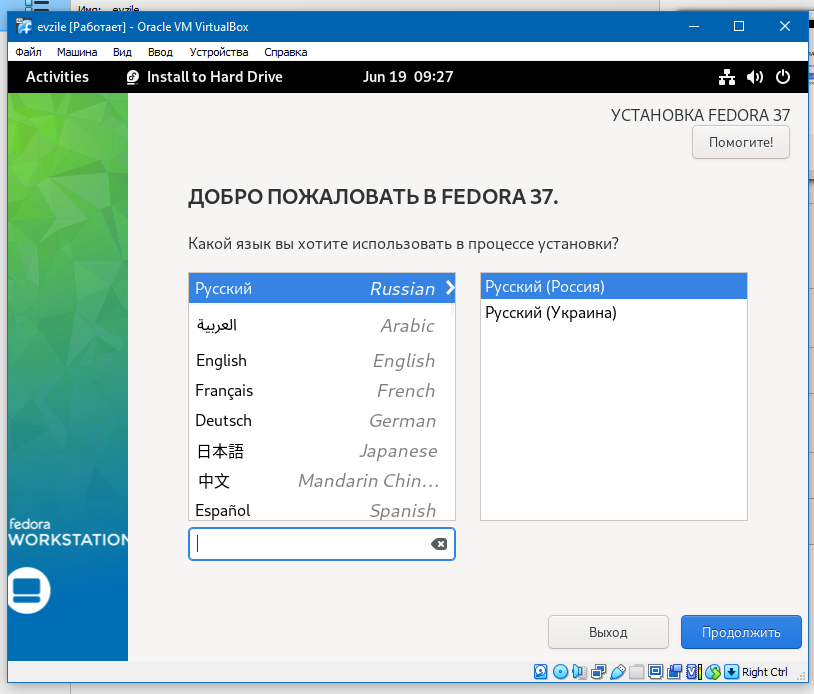 Имя: evzile
evzile [Работает] - Oracle VM VirtualBox
Файл Машина Вид Ввод Устройства Справка
Activities Install to Hard Drive Jun 19 09:27
УСТАНОВКА FEDORA 37
Помогите!
ДОБРО ПОЖАЛОВАТЬ В FEDORA 37.
Какой язык вы хотите использовать в процессе установки?
Русский Russian
العربية Arabic
English English
Français French
Deutsch German
日本語 Japanese
中文 Mandarin Chin…
Español Spanish
Русский (Россия)
Русский (Украина)
fedora
WORKSTATION
Выход Продолжить
Right Ctrl